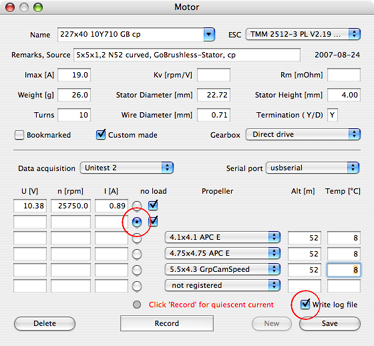 Motor
Name 227x40 10Y710 GB cp ESC TMM 2512-3 PL V2.19 ...
Remarks, Source 5x5x1,2 N52 curved, GoBrushless-Stator, cp 2007-08-24
Imax [A] 19.0 Kv [rpm/V] Rm [mOhm]
Weight [g] 26.0 Stator Diameter [mm] 22.72 Stator Height [mm] 4.00
Turns 10 Wire Diameter [mm] 0.71 Termination (Y/D) Y
Bookmarked Custom made Gearbox Direct drive
Data acquisition Unitest 2 Serial port usbserial
U [V] n [rpm] I [A] no load Propeller Alt [m] Temp [°C]
10.38 25750.0 0.89
4.1x4.1 APC E 52 8
4.75x4.75 APC E 52 8
5.5x4.3 GrpCamSpeed 52 8
not registered
Click 'Record' for quiescent current Write log file
Delete Record New Save